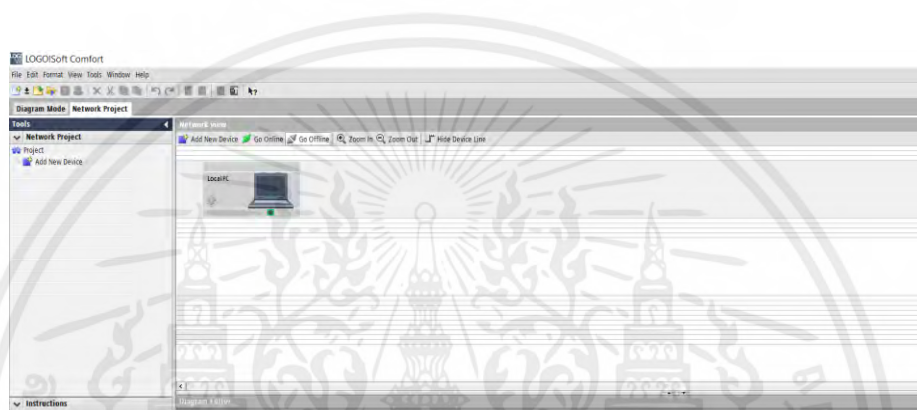 LOGO!Soft Comfort
File Edit Format View Tools Window Help
Diagram Mode Network Project
Tools
Network Project
Project
Add New Device
Network View
Add New Device Go Online Go Offline Zoom In Zoom Out Hide Device Line
Local PC
Instructions
Diagram Editor